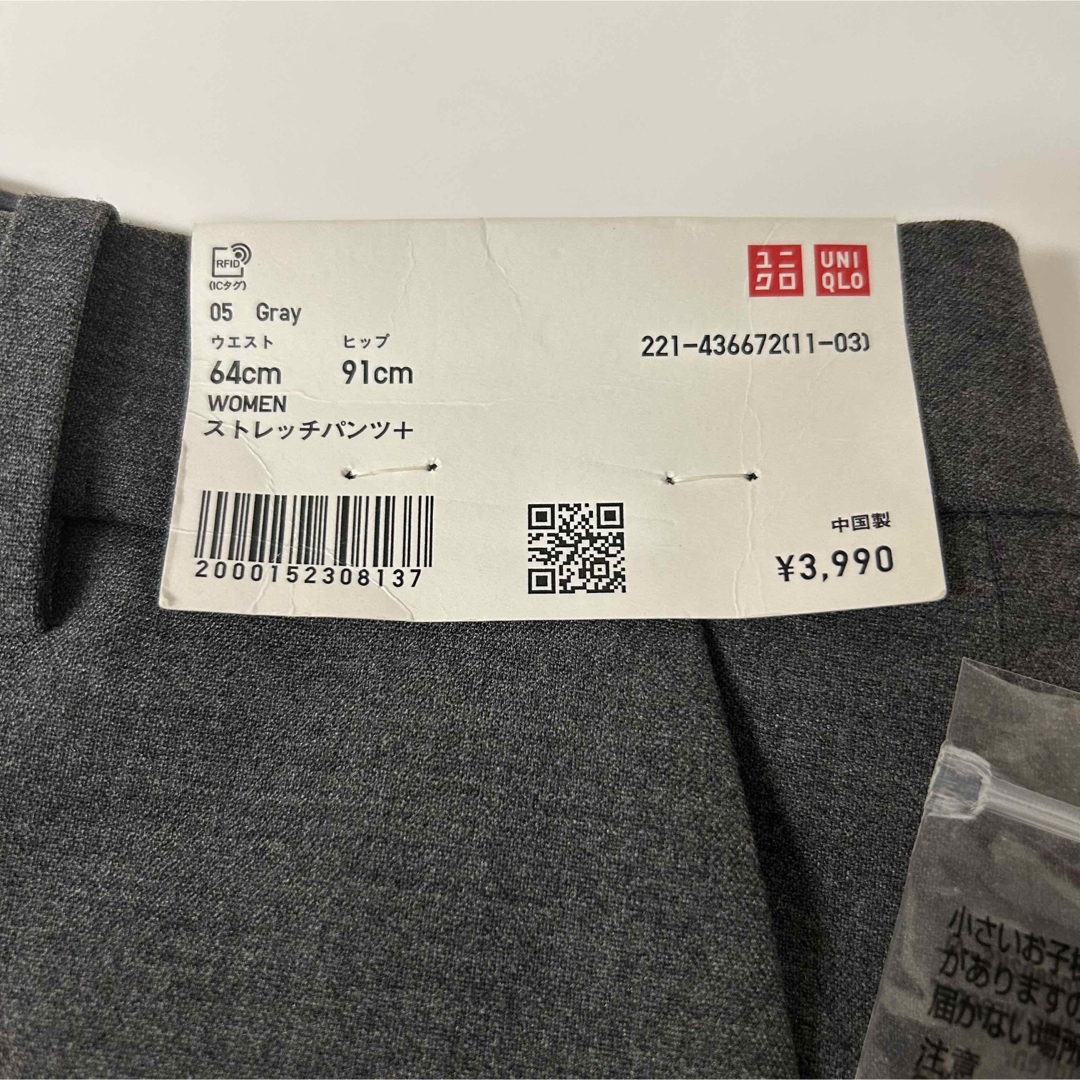 RFID
(ICタグ)
ユニ
クロ
UNI
QLO
05 Gray
ウエスト ヒップ
64cm 91cm
221-436672(11-03)
WOMEN
ストレッチパンツ+
2000152308137
中国製
¥3,990
小さいお子様
がありますの
届かない場所
注意